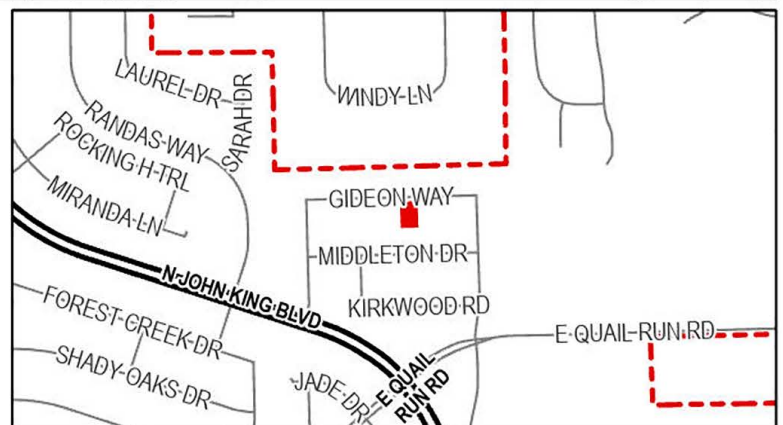 LAUREL-DR
SARAH DR
WINDY-LN
RANDAS-WAY
ROCKING-H-TRL
MIRANDA-LN
GIDEON-WAY
MIDDLETON-DR
KIRKWOOD-RD
N-JOHN-KING-BLVD
FOREST-CREEK-DR
SHADY-OAKS-DR
JADE-DR
E QUAIL
RUN RD
E-QUAIL-RUN-RD